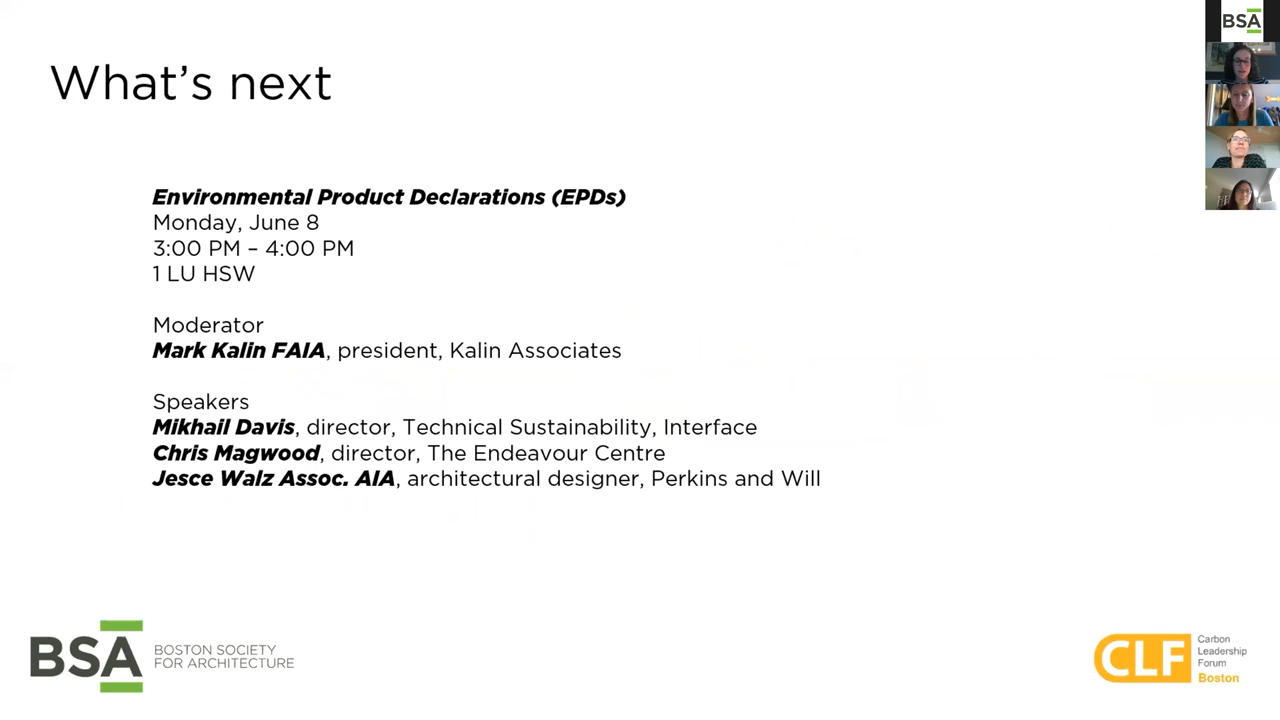 What's next
BSA
Environmental Product Declarations (EPDs)
Monday, June 8
3:00 PM – 4:00 PM
1 LU HSW
Moderator
Mark Kalin FAIA, president, Kalin Associates
Speakers
Mikhail Davis, director, Technical Sustainability, Interface
Chris Magwood, director, The Endeavour Centre
Jesce Walz Assoc. AIA, architectural designer, Perkins and Will
BSA
BOSTON SOCIETY
FOR ARCHITECTURE
CLF
Carbon
Leadership
Forum
Boston